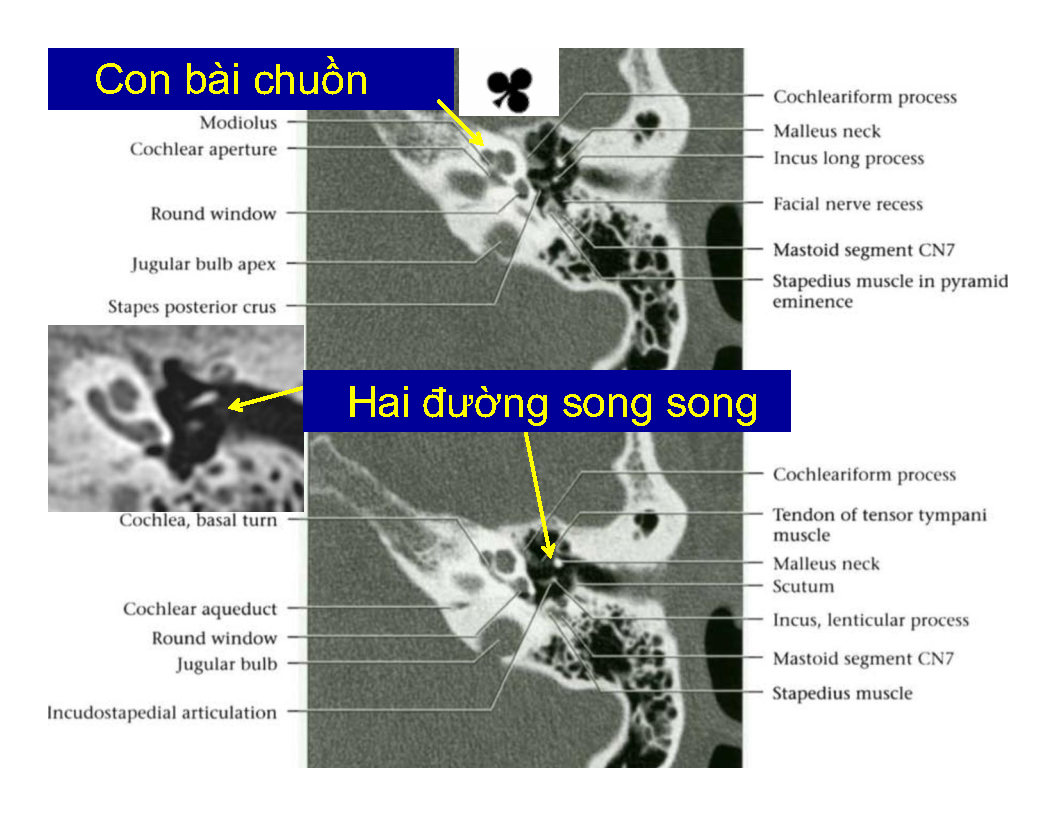 Con bài chuồn
Modiolus
Cochlear aperture
Round window
Jugular bulb apex
Stapes posterior crus
Cochleariform process
Malleus neck
Incus long process
Facial nerve recess
Mastoid segment CN7
Stapedius muscle in pyramid
eminence
Hai đường song song
Cochlea, basal turn
Cochlear aqueduct
Round window
Jugular bulb
Incudostapedial articulation
Cochleariform process
Tendon of tensor tympani
muscle
Malleus neck
Scutum
Incus, lenticular process
Mastoid segment CN7
Stapedius muscle